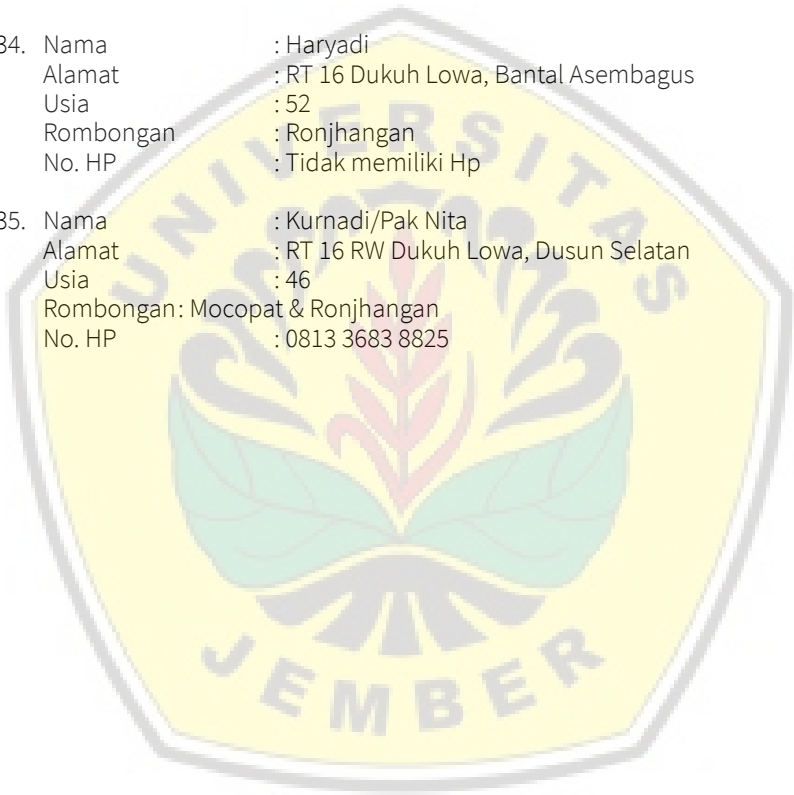 34. Nama : Haryadi
Alamat : RT 16 Dukuh Lowa, Bantal Asembagus
Usia : 52
Rombongan : Ronjhangan
No. HP : Tidak memiliki Hp
35. Nama : Kurnadi/Pak Nita
Alamat : RT 16 RW Dukuh Lowa, Dusun Selatan
Usia : 46
Rombongan : Mocopat & Ronjhangan
No. HP : 0813 3683 8825
UNIVERSITAS
JEMBER